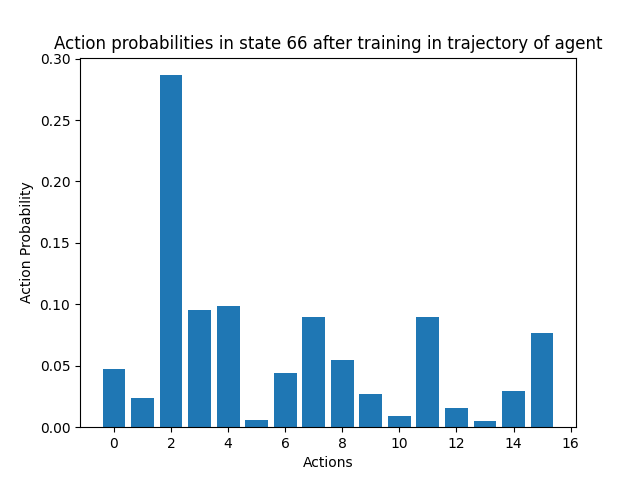 Action probabilities in state 66 after training in trajectory of agent
0.30
0.25
0.20
0.15
0.10
0.05
0.00
Action Probability
0 2 4 6 8 10 12 14 16
Actions